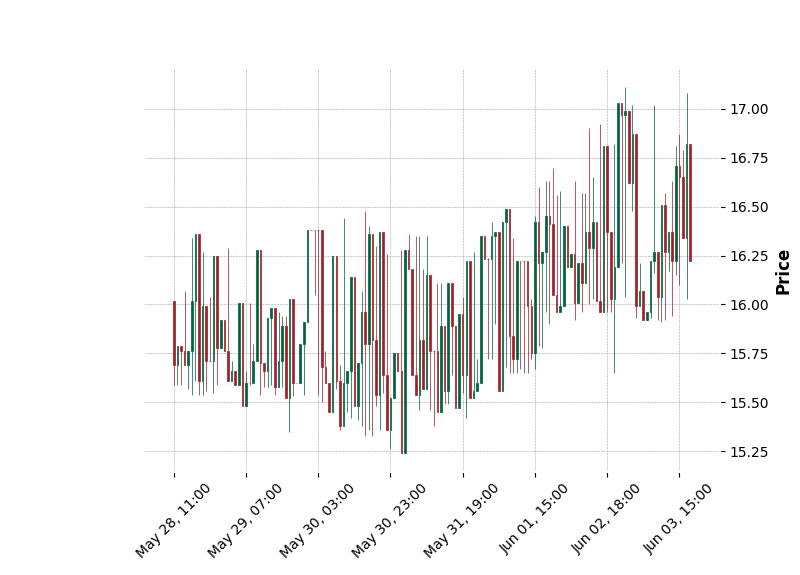 17.00
16.75
16.50
16.25
16.00
15.75
15.50
15.25
Price
May 28, 11:00
May 29, 07:00
May 30, 03:00
May 30, 23:00
May 31, 19:00
Jun 01, 15:00
Jun 02, 18:00
Jun 03, 15:00